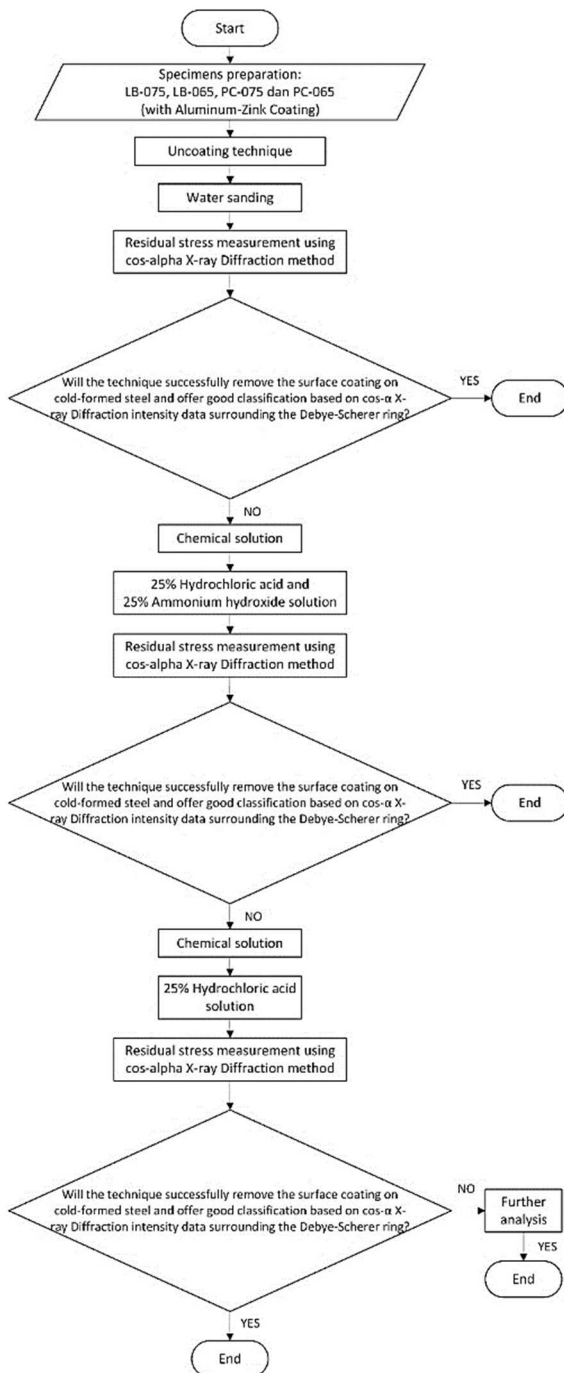 Start
Specimens preparation:
LB-075, LB-065, PC-075 dan PC-065
(with Aluminum-Zink Coating)
Uncoating technique
Water sanding
Residual stress measurement using
cos-alpha X-ray Diffraction method
Will the technique successfully remove the surface coating on
cold-formed steel and offer good classification based on cos-α X-
ray Diffraction intensity data surrounding the Debye-Scherer ring?
YES
End
NO
Chemical solution
25% Hydrochloric acid and
25% Ammonium hydroxide solution
Residual stress measurement using
cos-alpha X-ray Diffraction method
Will the technique successfully remove the surface coating on
cold-formed steel and offer good classification based on cos-α X-
ray Diffraction intensity data surrounding the Debye-Scherer ring?
YES
End
NO
Chemical solution
25% Hydrochloric acid
solution
Residual stress measurement using
cos-alpha X-ray Diffraction method
Will the technique successfully remove the surface coating on
cold-formed steel and offer good classification based on cos-α X-
ray Diffraction intensity data surrounding the Debye-Scherer ring?
NO
Further
analysis
YES
End
YES
End